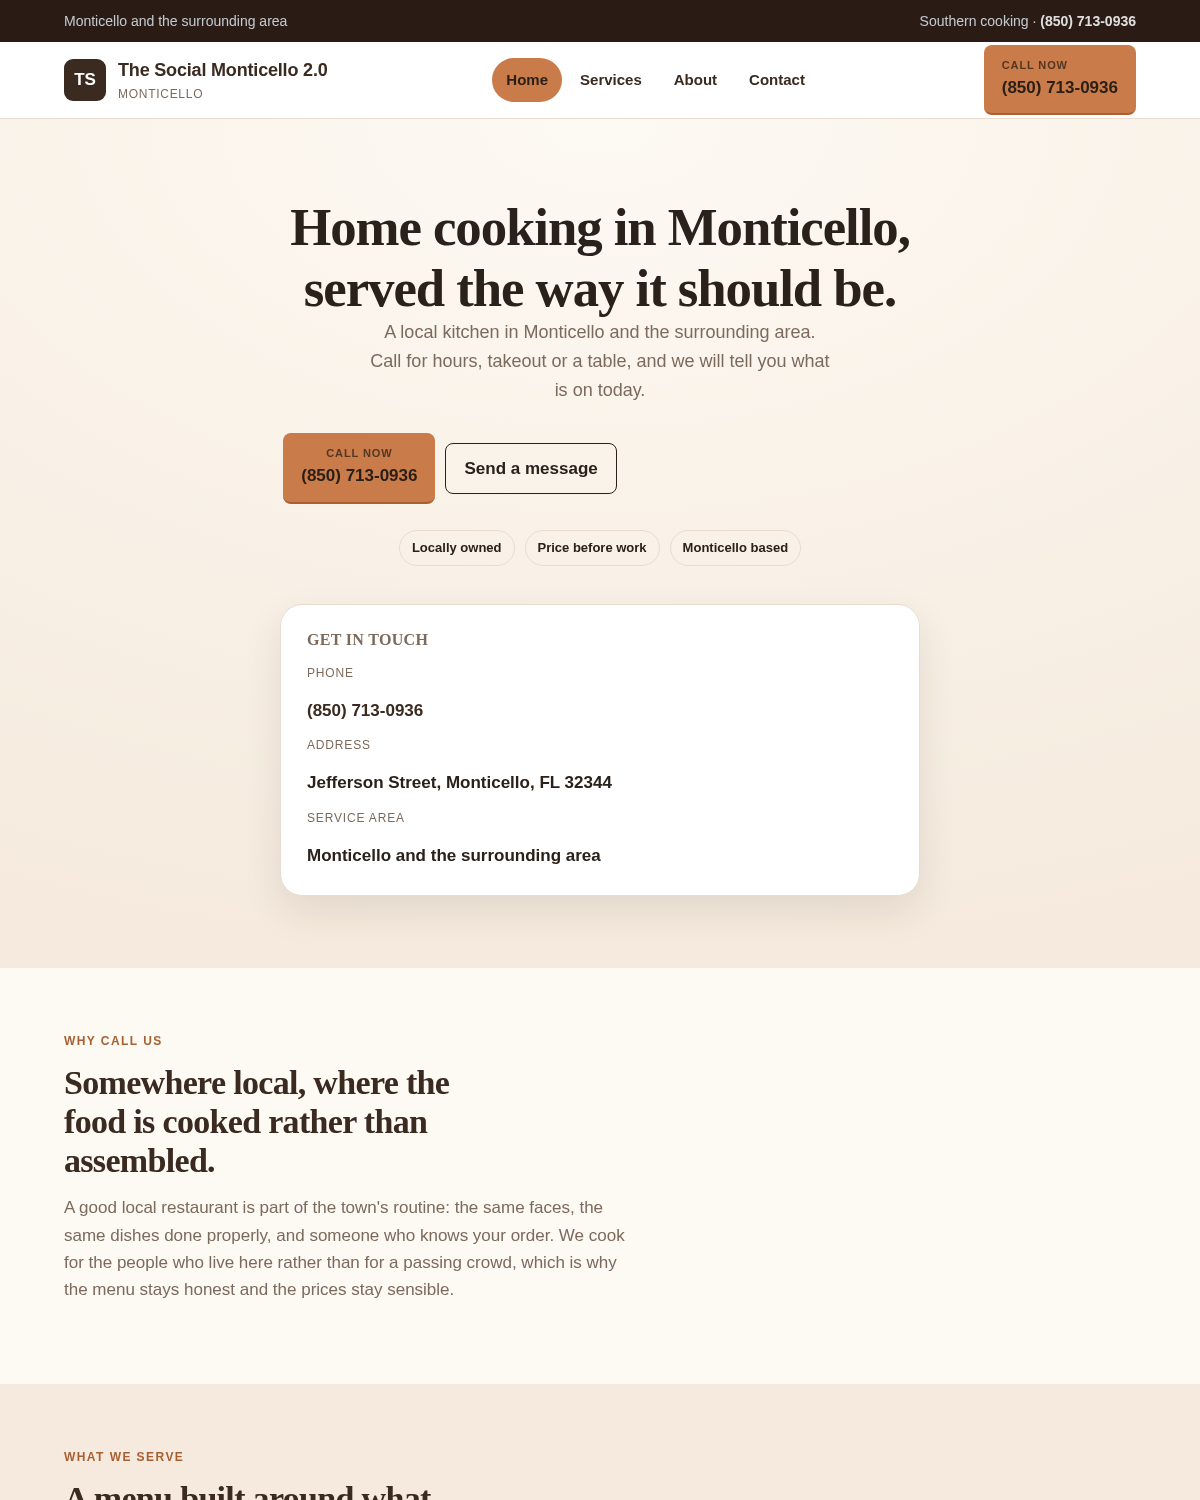 Monticello and the surrounding area
Southern cooking · (850) 713-0936
TS
The Social Monticello 2.0
MONTICELLO
Home
Services
About
Contact
CALL NOW
(850) 713-0936
Home cooking in Monticello,
served the way it should be.
A local kitchen in Monticello and the surrounding area.
Call for hours, takeout or a table, and we will tell you what
is on today.
CALL NOW
(850) 713-0936
Send a message
Locally owned
Price before work
Monticello based
GET IN TOUCH
PHONE
(850) 713-0936
ADDRESS
Jefferson Street, Monticello, FL 32344
SERVICE AREA
Monticello and the surrounding area
WHY CALL US
Somewhere local, where the
food is cooked rather than
assembled.
A good local restaurant is part of the town's routine: the same faces, the
same dishes done properly, and someone who knows your order. We cook
for the people who live here rather than for a passing crowd, which is why
the menu stays honest and the prices stay sensible.
WHAT WE SERVE
A menu built around what